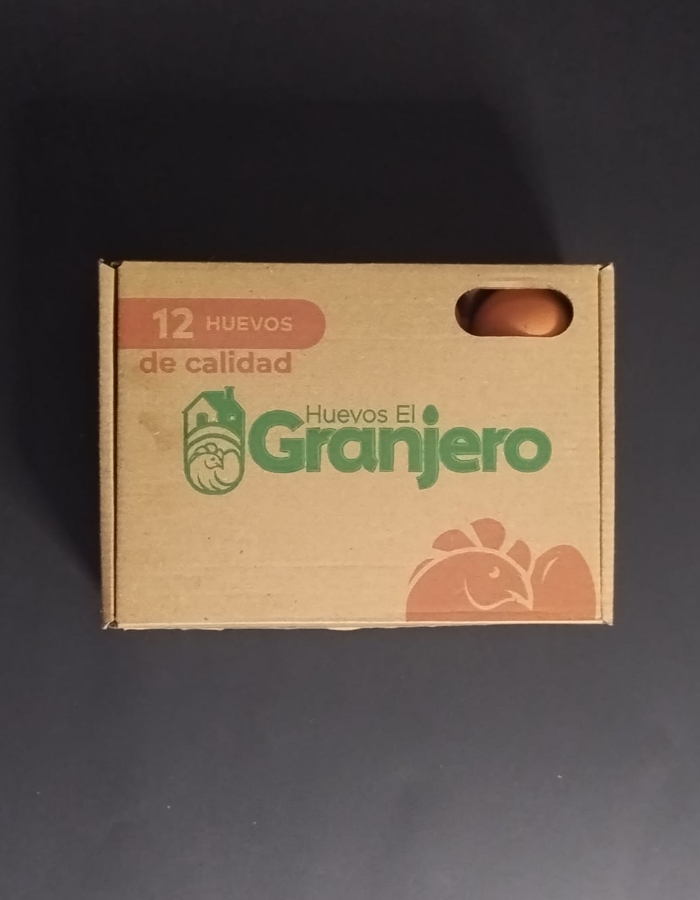 12 HUEVOS
de calidad
Huevos El
Granjero